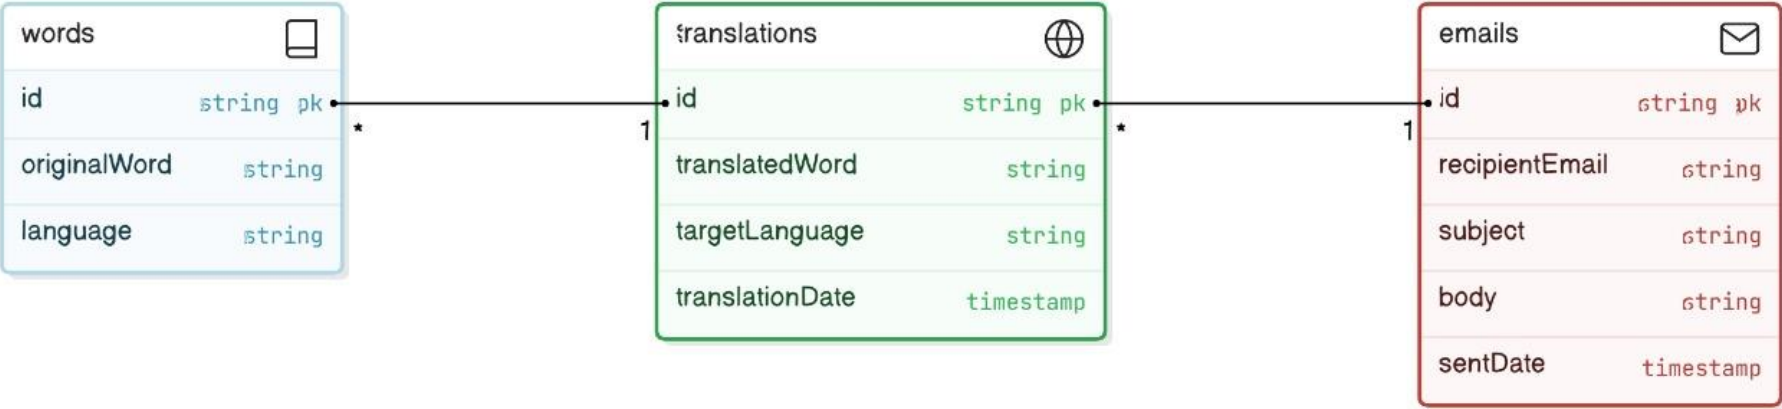 words
id string pk
originalWord string
language string
* 1
translations
id string pk
translatedWord string
targetLanguage string
translationDate timestamp
* 1
emails
id string pk
recipientEmail string
subject string
body string
sentDate timestamp